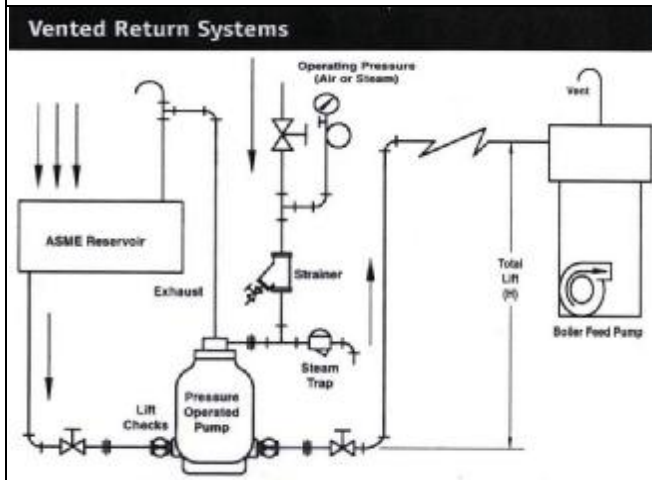 Vented Return Systems
Operating Pressure
(Air or Steam)
Vent
ASME Reservoir
Exhaust
Strainer
Total
Lift
(H)
Boiler Feed Pump
Steam
Trap
Lift
Checks
Pressure
Operated
Pump